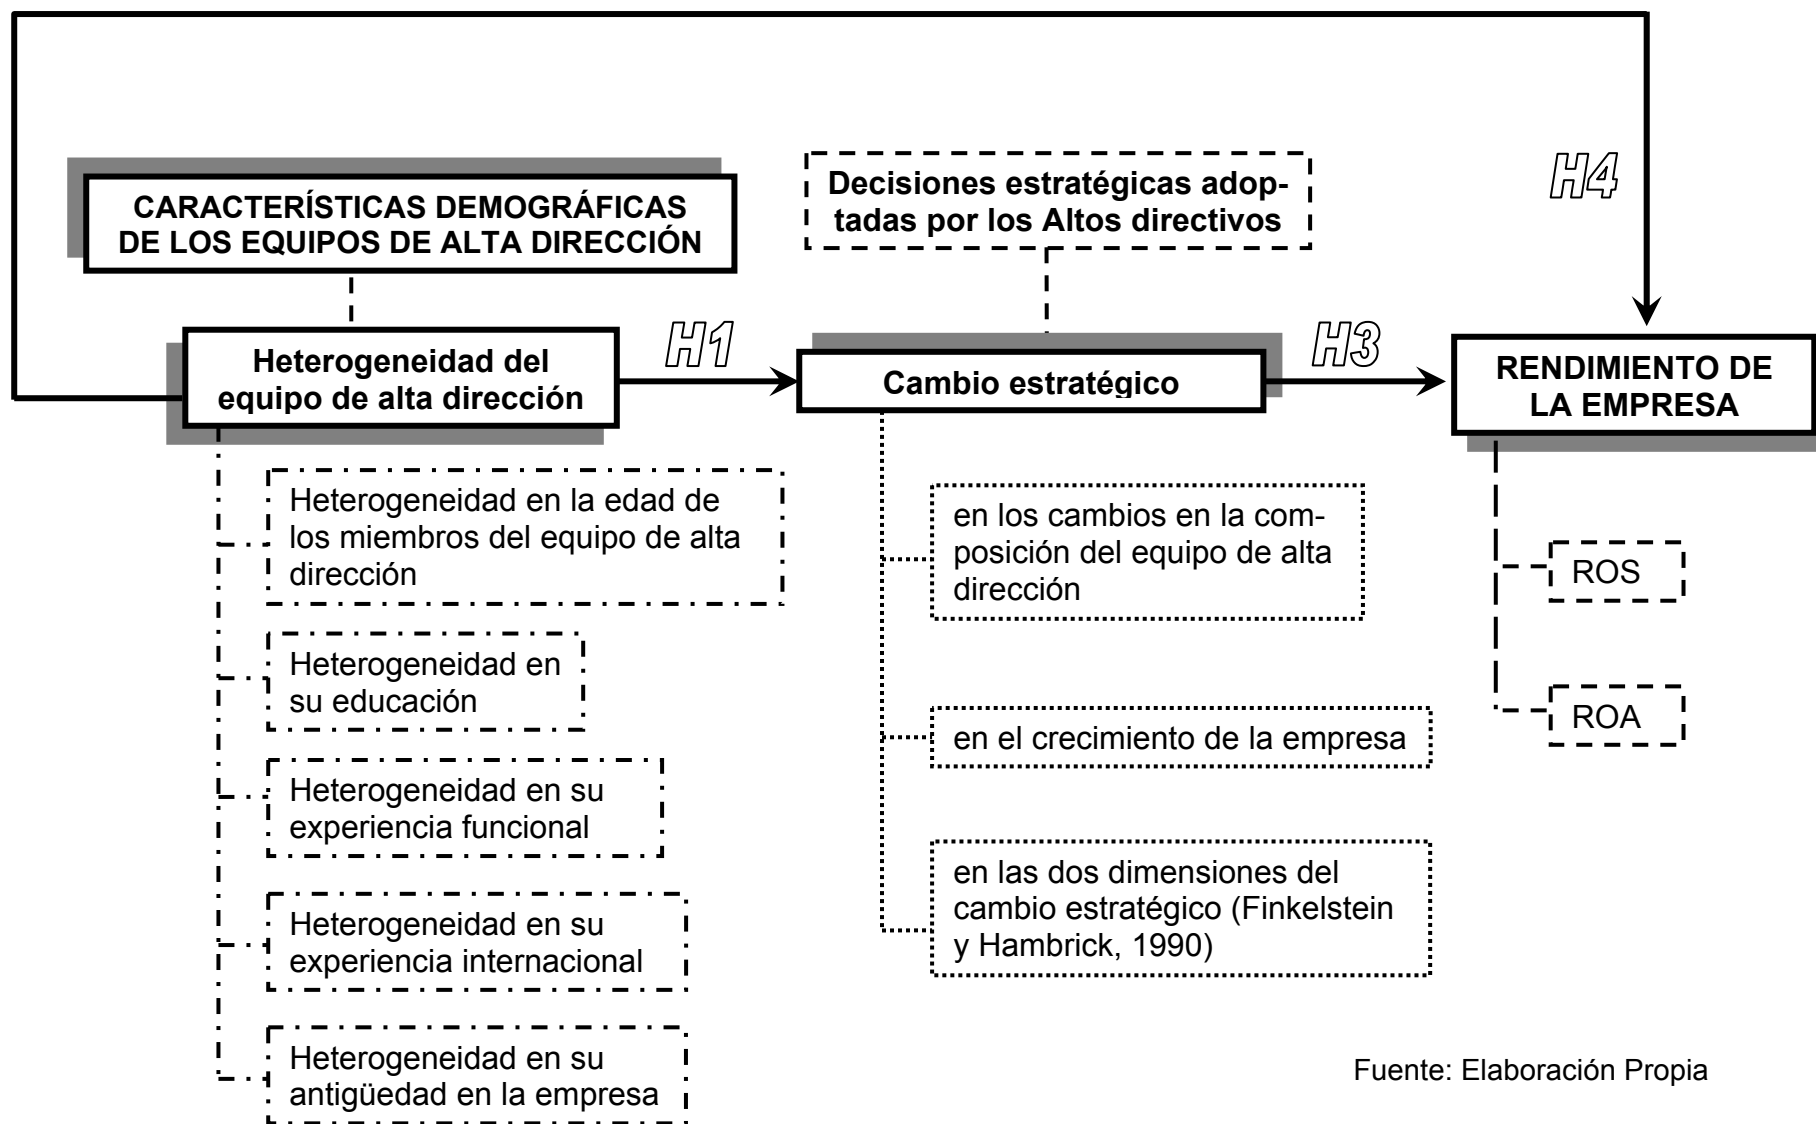 H4
CARACTERÍSTICAS DEMOGRÁFICAS
DE LOS EQUIPOS DE ALTA DIRECCIÓN
Decisiones estratégicas adop-
tadas por los Altos directivos
Heterogeneidad del
equipo de alta dirección
H1
Cambio estratégico
H3
RENDIMIENTO DE
LA EMPRESA
Heterogeneidad en la edad de
los miembros del equipo de alta
dirección
Heterogeneidad en
su educación
Heterogeneidad en su
experiencia funcional
Heterogeneidad en su
experiencia internacional
Heterogeneidad en su
antigüedad en la empresa
en los cambios en la com-
posición del equipo de alta
dirección
en el crecimiento de la empresa
en las dos dimensiones del
cambio estratégico (Finkelstein
y Hambrick, 1990)
ROS
ROA
Fuente: Elaboración Propia